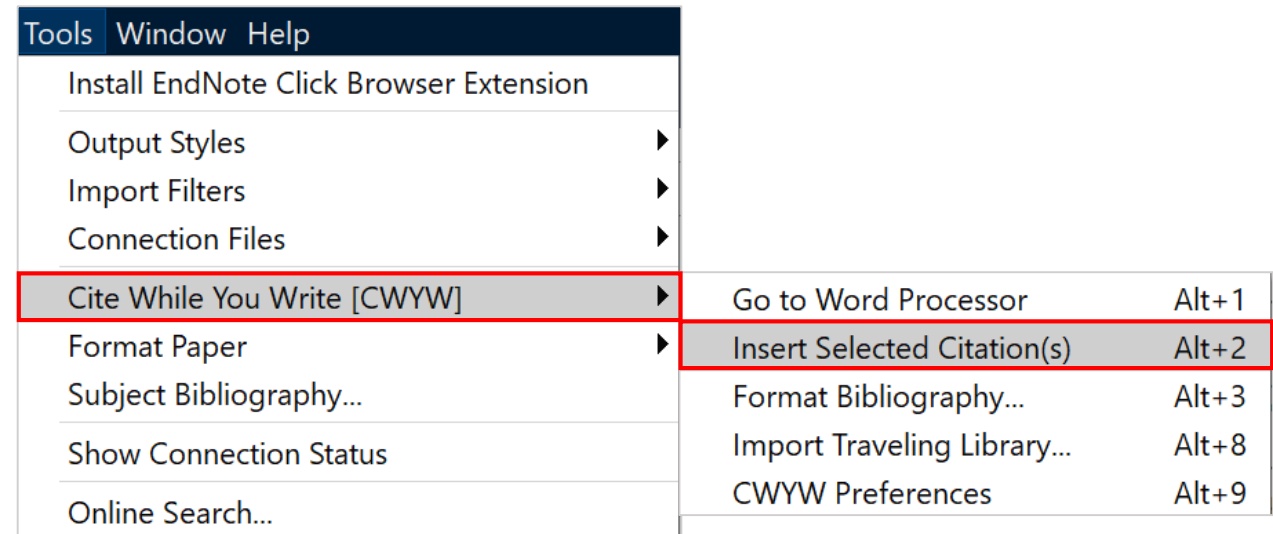 Tools Window Help
Install EndNote Click Browser Extension
Output Styles
Import Filters
Connection Files
Cite While You Write [CWYW]
Go to Word Processor Alt+1
Insert Selected Citation(s) Alt+2
Format Bibliography... Alt+3
Import Traveling Library... Alt+8
CWYW Preferences Alt+9
Format Paper
Subject Bibliography...
Show Connection Status
Online Search...